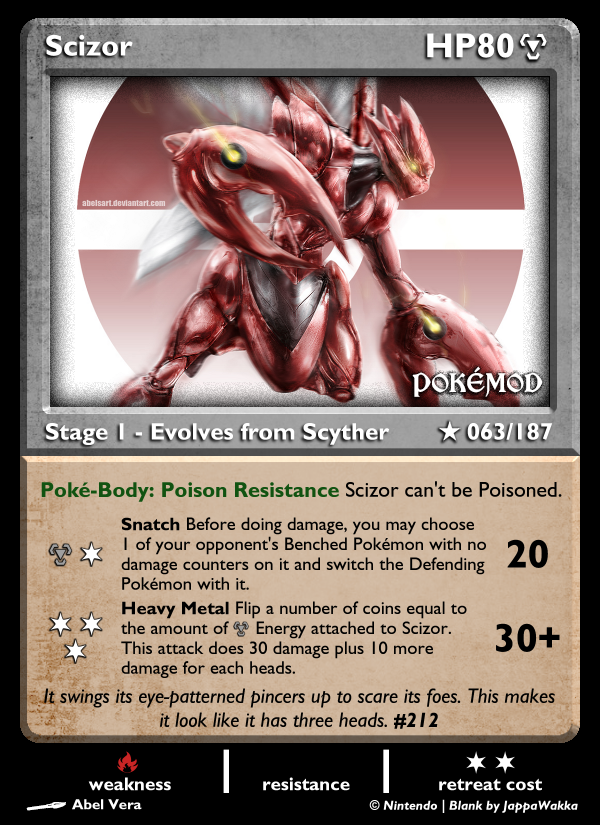 Scizor HP80
abelsart.deviantart.com
POKÉMOD
Stage 1 - Evolves from Scyther ★ 063/187
Poké-Body: Poison Resistance Scizor can't be Poisoned.
Snatch Before doing damage, you may choose
1 of your opponent's Benched Pokémon with no
damage counters on it and switch the Defending
Pokémon with it.
20
Heavy Metal Flip a number of coins equal to
the amount of Energy attached to Scizor.
This attack does 30 damage plus 10 more
damage for each heads.
30+
It swings its eye-patterned pincers up to scare its foes. This makes
it look like it has three heads. #212
weakness resistance retreat cost
Abel Vera © Nintendo | Blank by JappaWakka